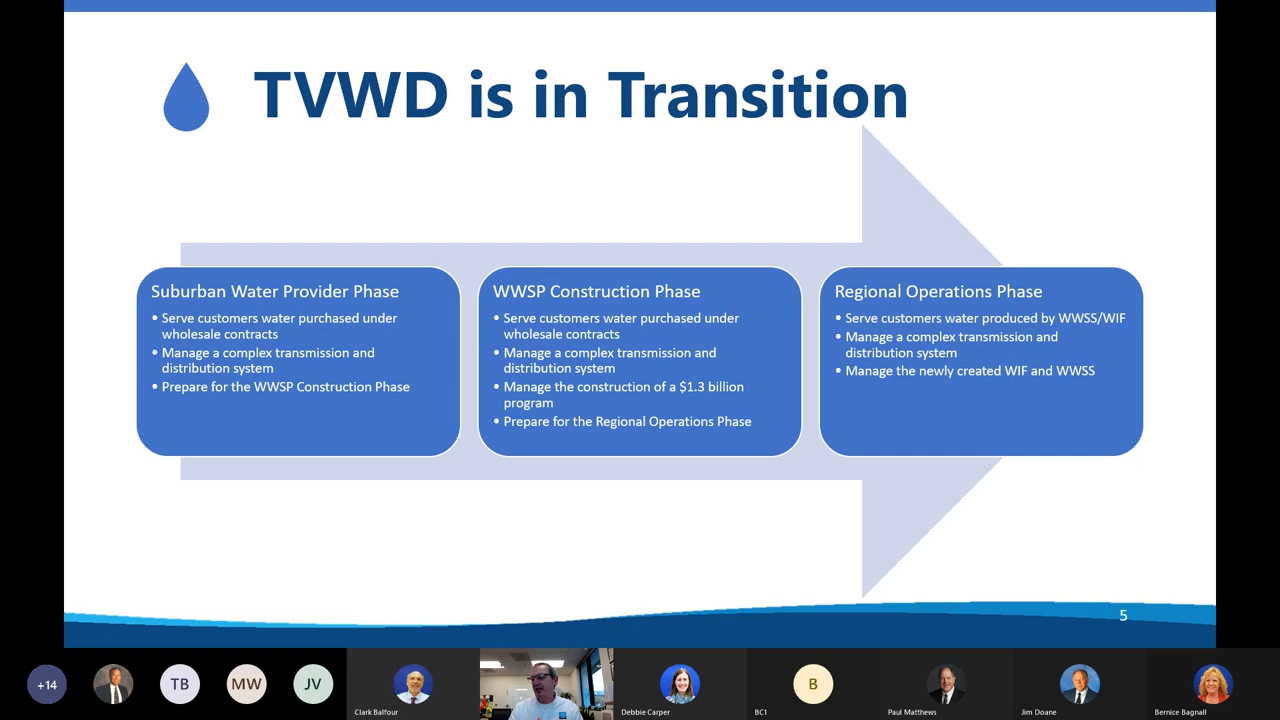 TVWD is in Transition
Suburban Water Provider Phase
• Serve customers water purchased under
wholesale contracts
• Manage a complex transmission and
distribution system
• Prepare for the WWSP Construction Phase
WWSP Construction Phase
• Serve customers water purchased under
wholesale contracts
• Manage a complex transmission and
distribution system
• Manage the construction of a $1.3 billion
program
• Prepare for the Regional Operations Phase
Regional Operations Phase
• Serve customers water produced by WWSS/WIF
• Manage a complex transmission and
distribution system
• Manage the newly created WIF and WWSS
5
+14
TB
MW
JV
Clark Balfour
Debbie Carper
B
BC1
Paul Matthews
Jim Doane
Bernice Bagnall